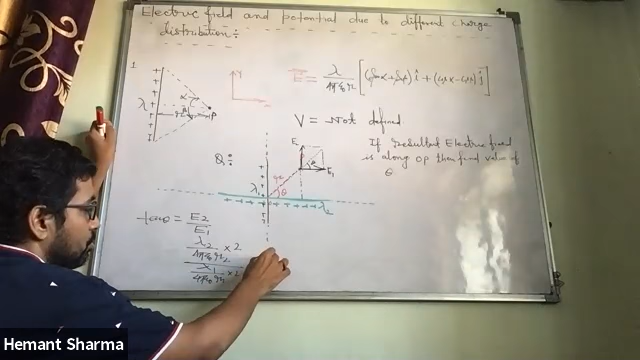 Electric field and potential due to different charge
distribution:
1
Y
X
λ
α
β
r
P
E = λ/4πε₀r [(sinα+sinβ) î + (cosα-cosβ) ĵ]
V = Not defined
Q:
E₂
E₁
θ
λ₁
λ₂
If resultant Electric field
is along op then find value of
θ
tanθ = E₂/E₁
λ₂/4πε₀r₂ × 2
λ₁/4πε₀r₁ × 2
Hemant Sharma